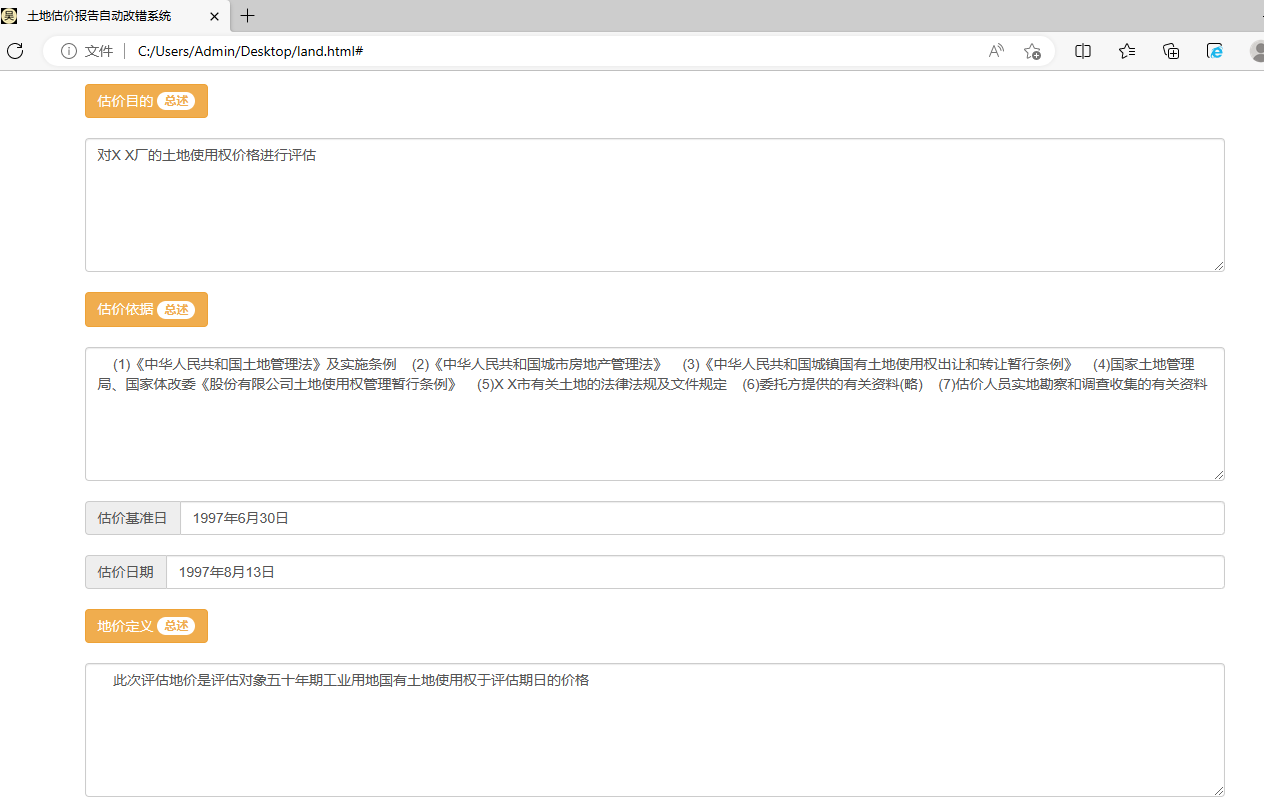 吴 土地估价报告自动改错系统
文件 C:/Users/Admin/Desktop/land.html#
估价目的 总述
对X X厂的土地使用权价格进行评估
估价依据 总述
(1)《中华人民共和国土地管理法》及实施条例 (2)《中华人民共和国城市房地产管理法》 (3)《中华人民共和国城镇国有土地使用权出让和转让暂行条例》 (4)国家土地管理
局、国家体改委《股份有限公司土地使用权管理暂行条例》 (5)X X市有关土地的法律法规及文件规定 (6)委托方提供的有关资料(略) (7)估价人员实地勘察和调查收集的有关资料
估价基准日 1997年6月30日
估价日期 1997年8月13日
地价定义 总述
此次评估地价是评估对象五十年期工业用地国有土地使用权于评估期日的价格